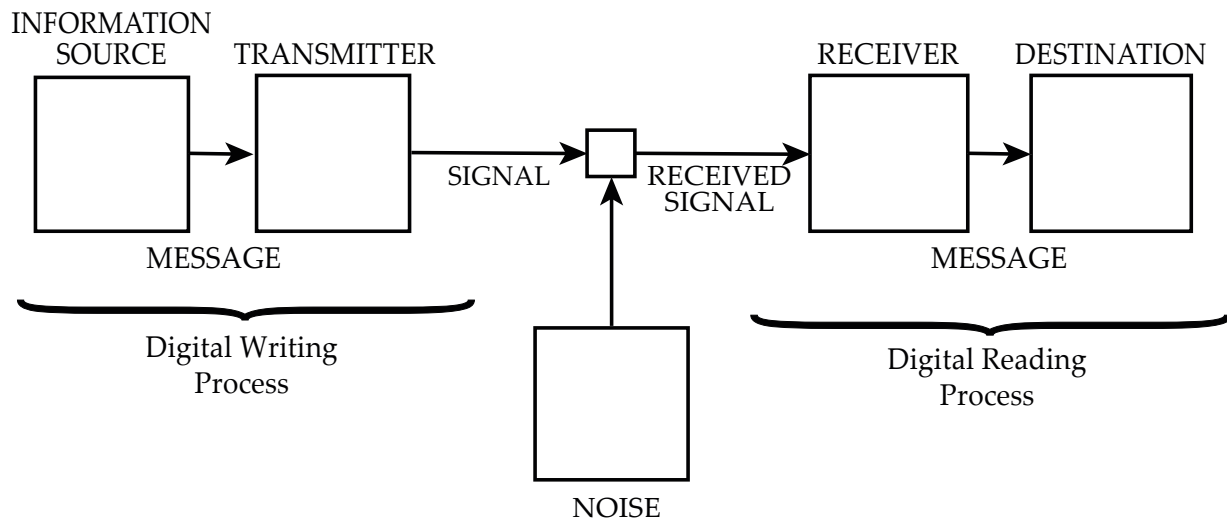 INFORMATION
SOURCE
TRANSMITTER
RECEIVER
DESTINATION
SIGNAL
RECEIVED
SIGNAL
MESSAGE
MESSAGE
Digital Writing
Process
Digital Reading
Process
NOISE